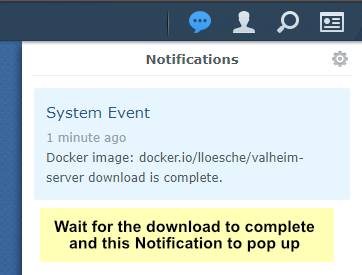 Notifications
System Event
1 minute ago
Docker image: docker.io/lloesche/valheim-
server download is complete.
Wait for the download to complete
and this Notification to pop up